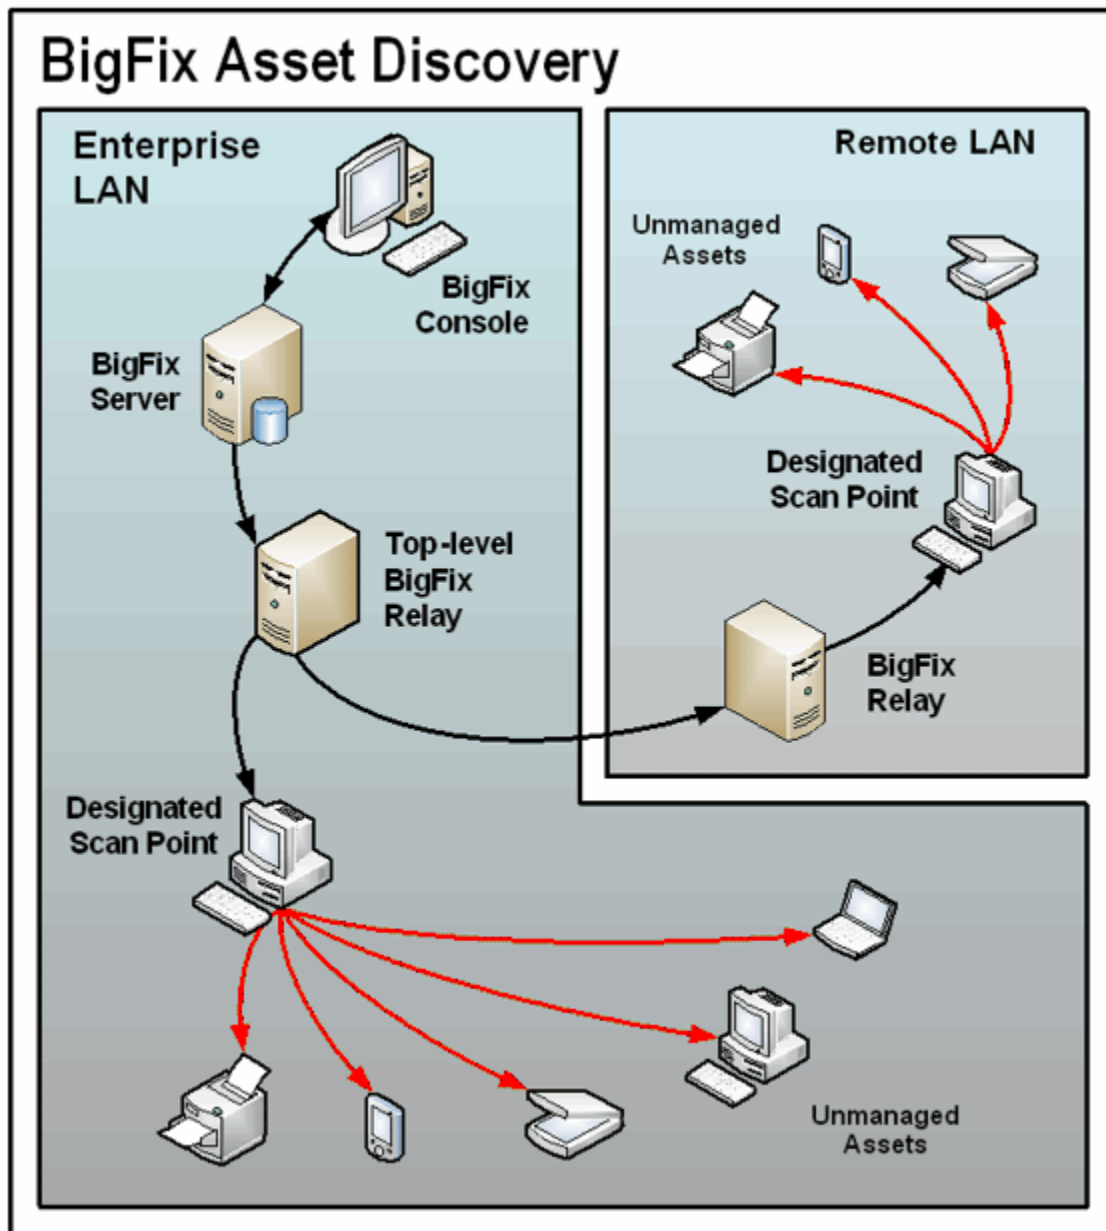 BigFix Asset Discovery
Enterprise
LAN
BigFix
Console
BigFix
Server
Top-level
BigFix
Relay
Designated
Scan Point
Unmanaged
Assets
Remote LAN
Unmanaged
Assets
Designated
Scan Point
BigFix
Relay